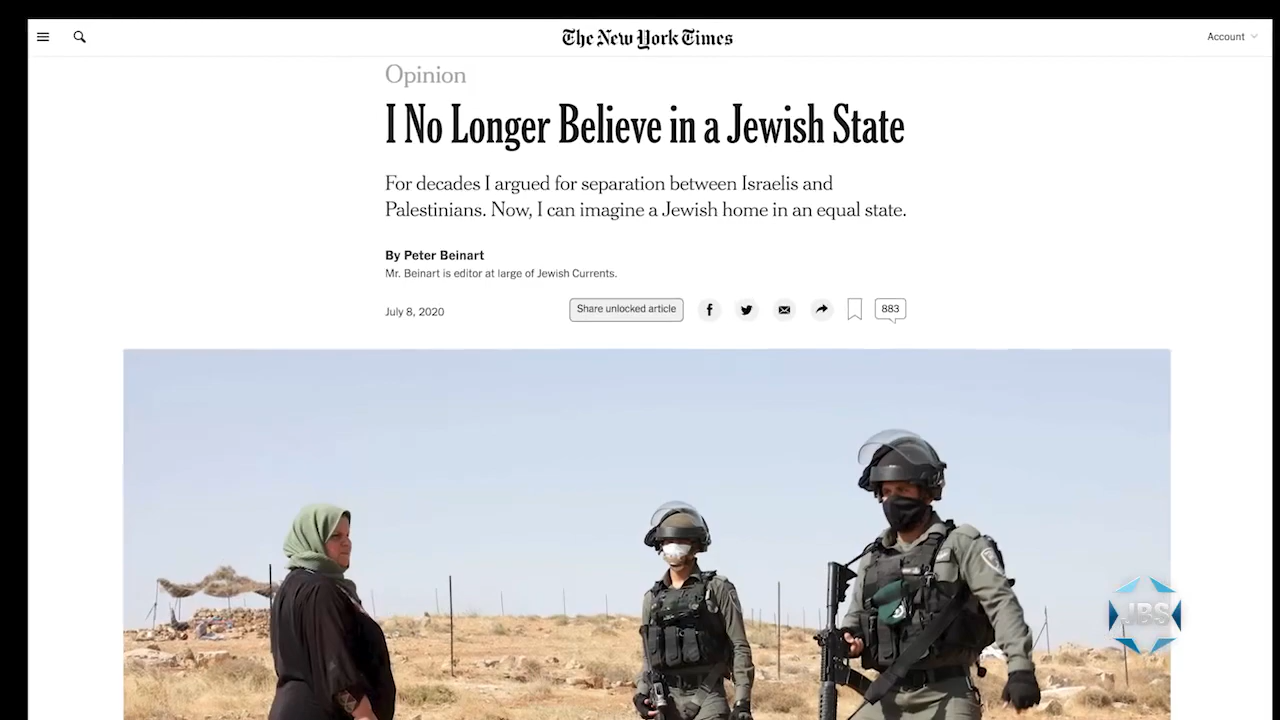 The New York Times
Account
Opinion
I No Longer Believe in a Jewish State
For decades I argued for separation between Israelis and
Palestinians. Now, I can imagine a Jewish home in an equal state.
By Peter Beinart
Mr. Beinart is editor at large of Jewish Currents.
July 8, 2020
Share unlocked article
883
JBS